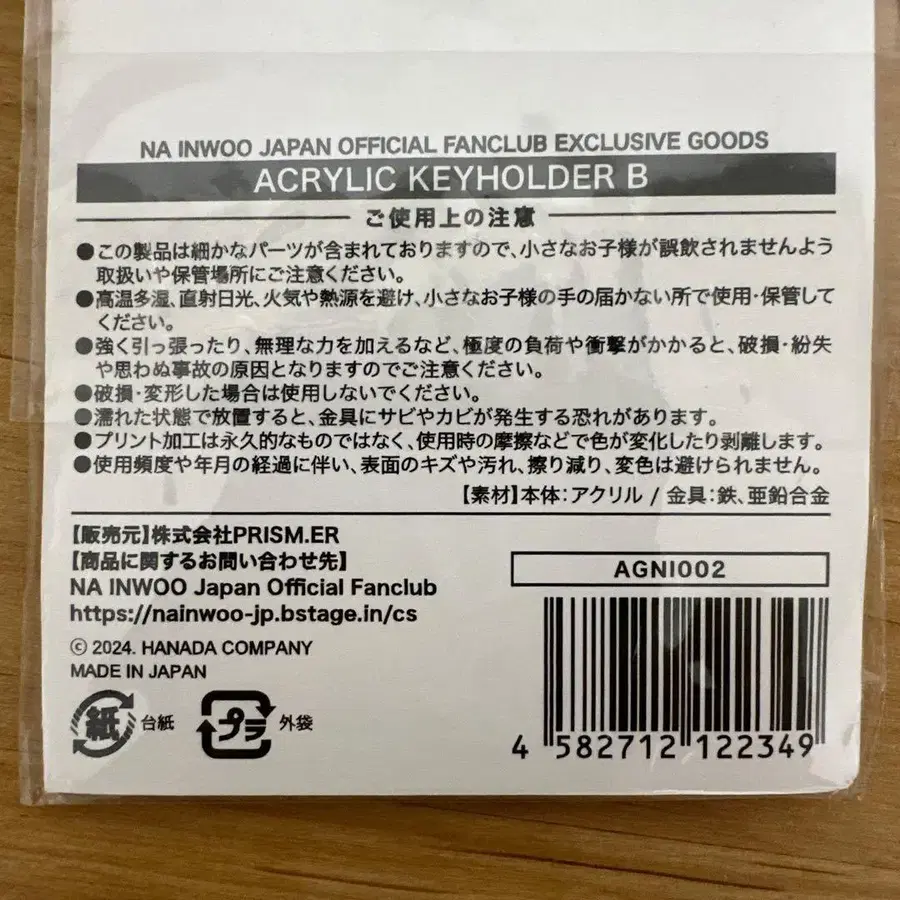 NA INWOO JAPAN OFFICIAL FANCLUB EXCLUSIVE GOODS
ACRYLIC KEYHOLDER B
ご使用上の注意
●この製品は細かなパーツが含まれておりますので、小さなお子様が誤飲されませんよう
取扱いや保管場所にご注意ください。
●高温多湿、直射日光、火気や熱源を避け、小さなお子様の手の届かない所で使用・保管して
ください。
●強く引っ張ったり、無理な力を加えるなど、極度の負荷や衝撃がかかると、破損・紛失
や思わぬ事故の原因となりますのでご注意ください。
●破損・変形した場合は使用しないでください。
●濡れた状態で放置すると、金具にサビやカビが発生する恐れがあります。
●プリント加工は永久的なものではなく、使用時の摩擦などで色が変化したり剥離します。
●使用頻度や年月の経過に伴い、表面のキズや汚れ、擦り減り、変色は避けられません。
【素材】本体：アクリル / 金具：鉄、亜鉛合金
【販売元】株式会社PRISM.ER
【商品に関するお問い合わせ先】
NA INWOO Japan Official Fanclub
https://nainwoo-jp.bstage.in/cs
© 2024. HANADA COMPANY
MADE IN JAPAN
紙 台紙
プラ 外袋
AGNI002
4 582712 122349